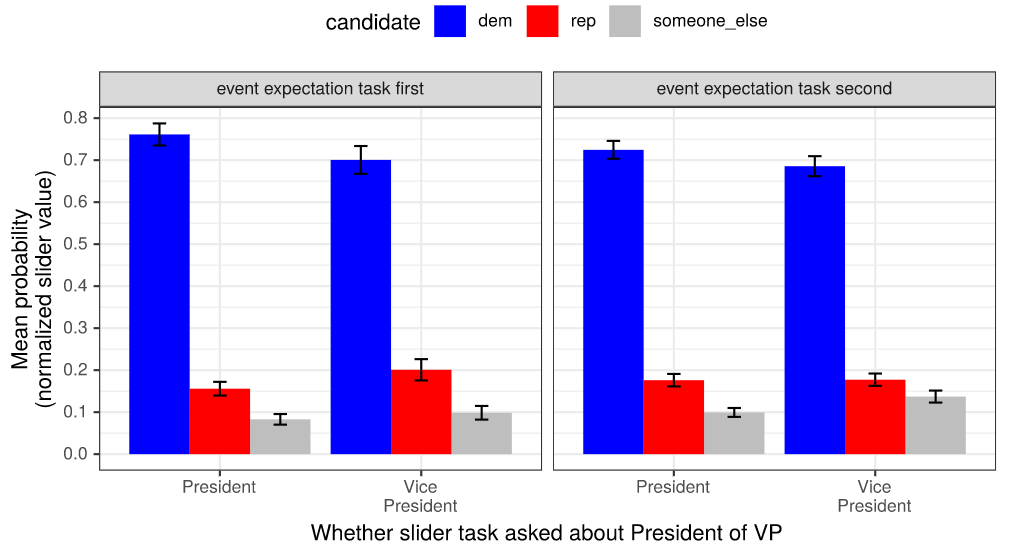 candidate dem rep someone_else
event expectation task first
event expectation task second
Mean probability
(normalized slider value)
0.8
0.7
0.6
0.5
0.4
0.3
0.2
0.1
0.0
President
Vice
President
President
Vice
President
Whether slider task asked about President of VP